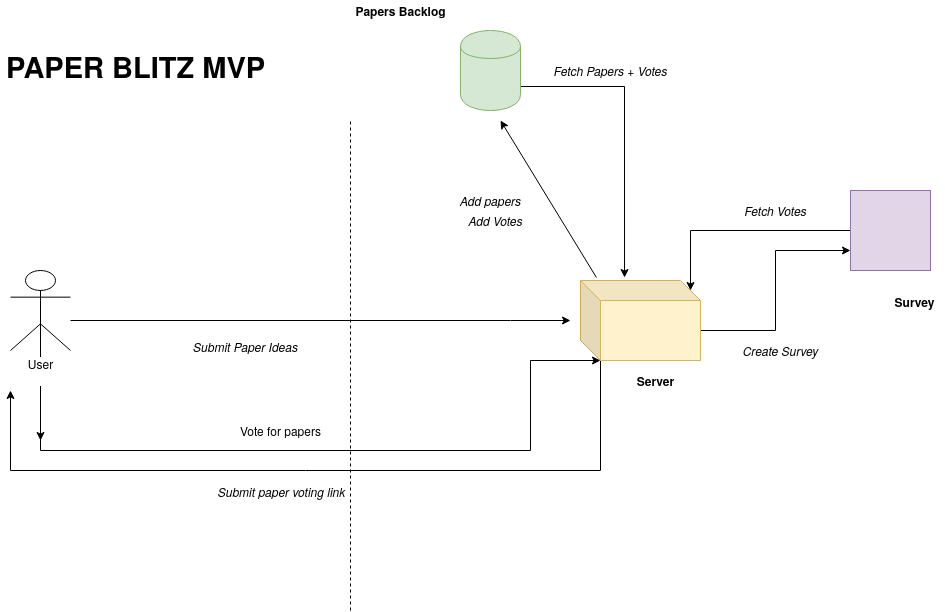 Papers Backlog
PAPER BLITZ MVP
Fetch Papers + Votes
Add papers
Add Votes
Fetch Votes
Survey
User
Submit Paper Ideas
Create Survey
Server
Vote for papers
Submit paper voting link